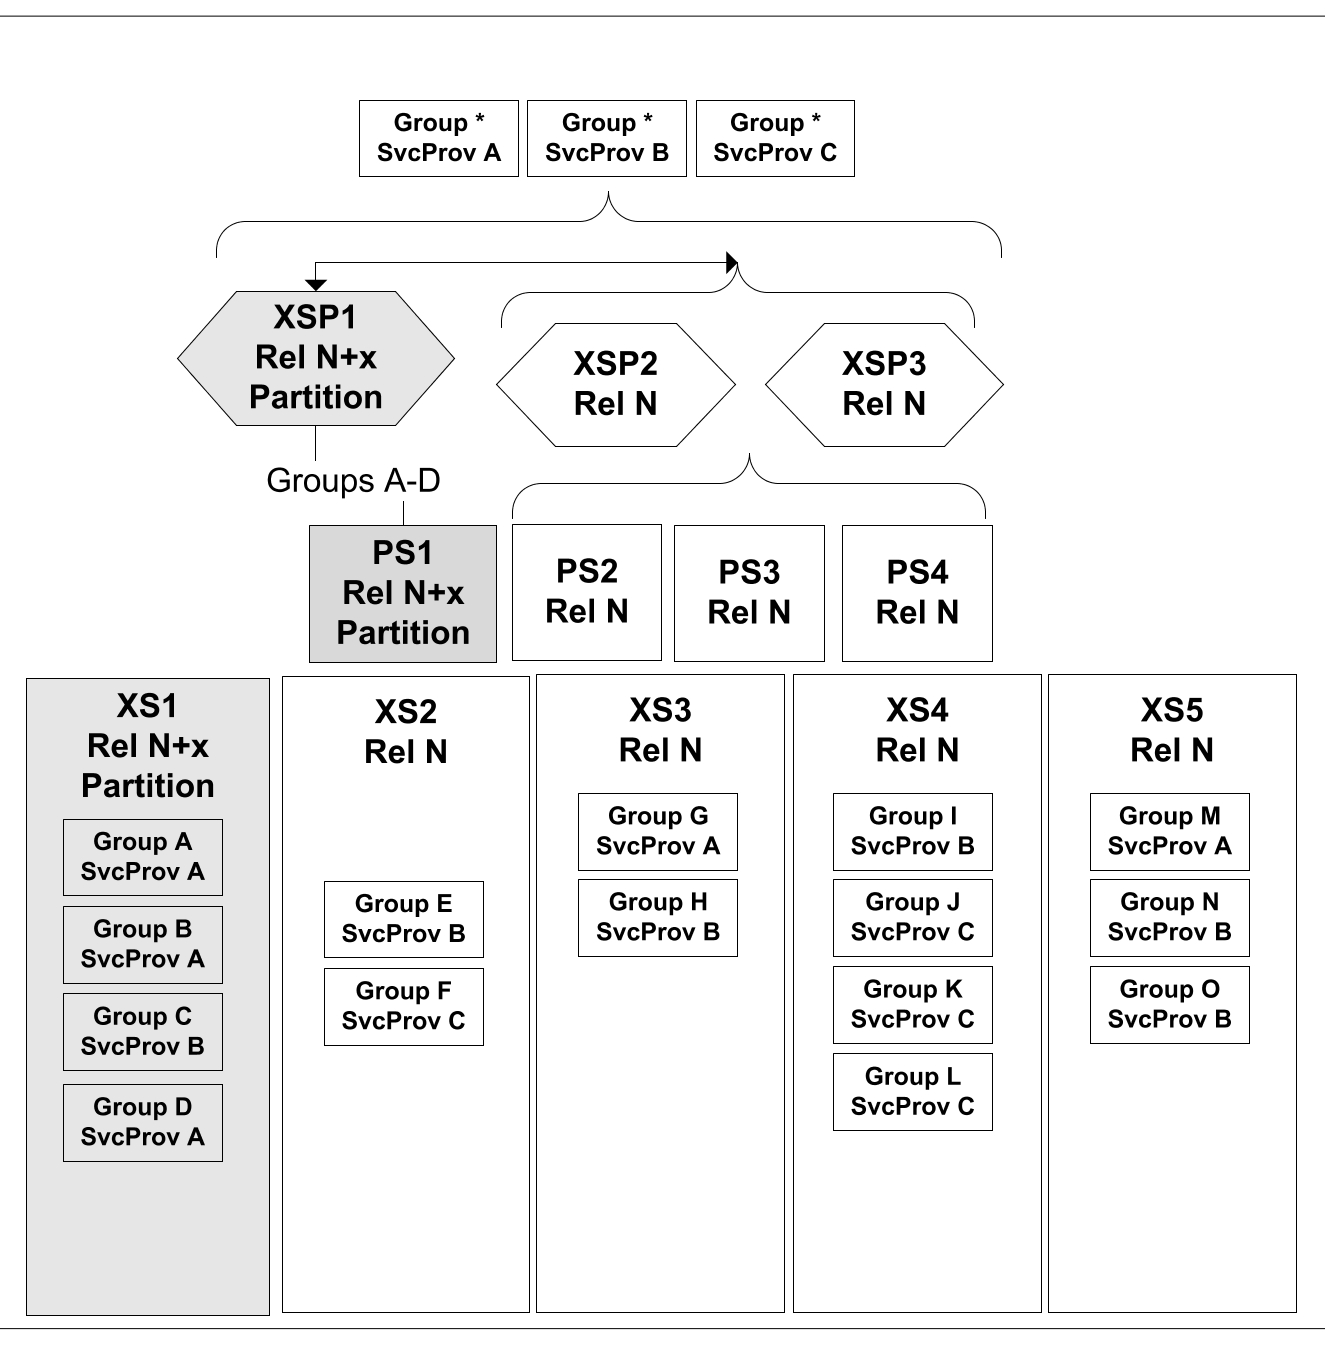 Group *
SvcProv A
Group *
SvcProv B
Group *
SvcProv C
XSP1
Rel N+x
Partition
XSP2
Rel N
XSP3
Rel N
Groups A-D
PS1
Rel N+x
Partition
PS2
Rel N
PS3
Rel N
PS4
Rel N
XS1
Rel N+x
Partition
Group A
SvcProv A
Group B
SvcProv A
Group C
SvcProv B
Group D
SvcProv A
XS2
Rel N
Group E
SvcProv B
Group F
SvcProv C
XS3
Rel N
Group G
SvcProv A
Group H
SvcProv B
XS4
Rel N
Group I
SvcProv B
Group J
SvcProv C
Group K
SvcProv C
Group L
SvcProv C
XS5
Rel N
Group M
SvcProv A
Group N
SvcProv B
Group O
SvcProv B